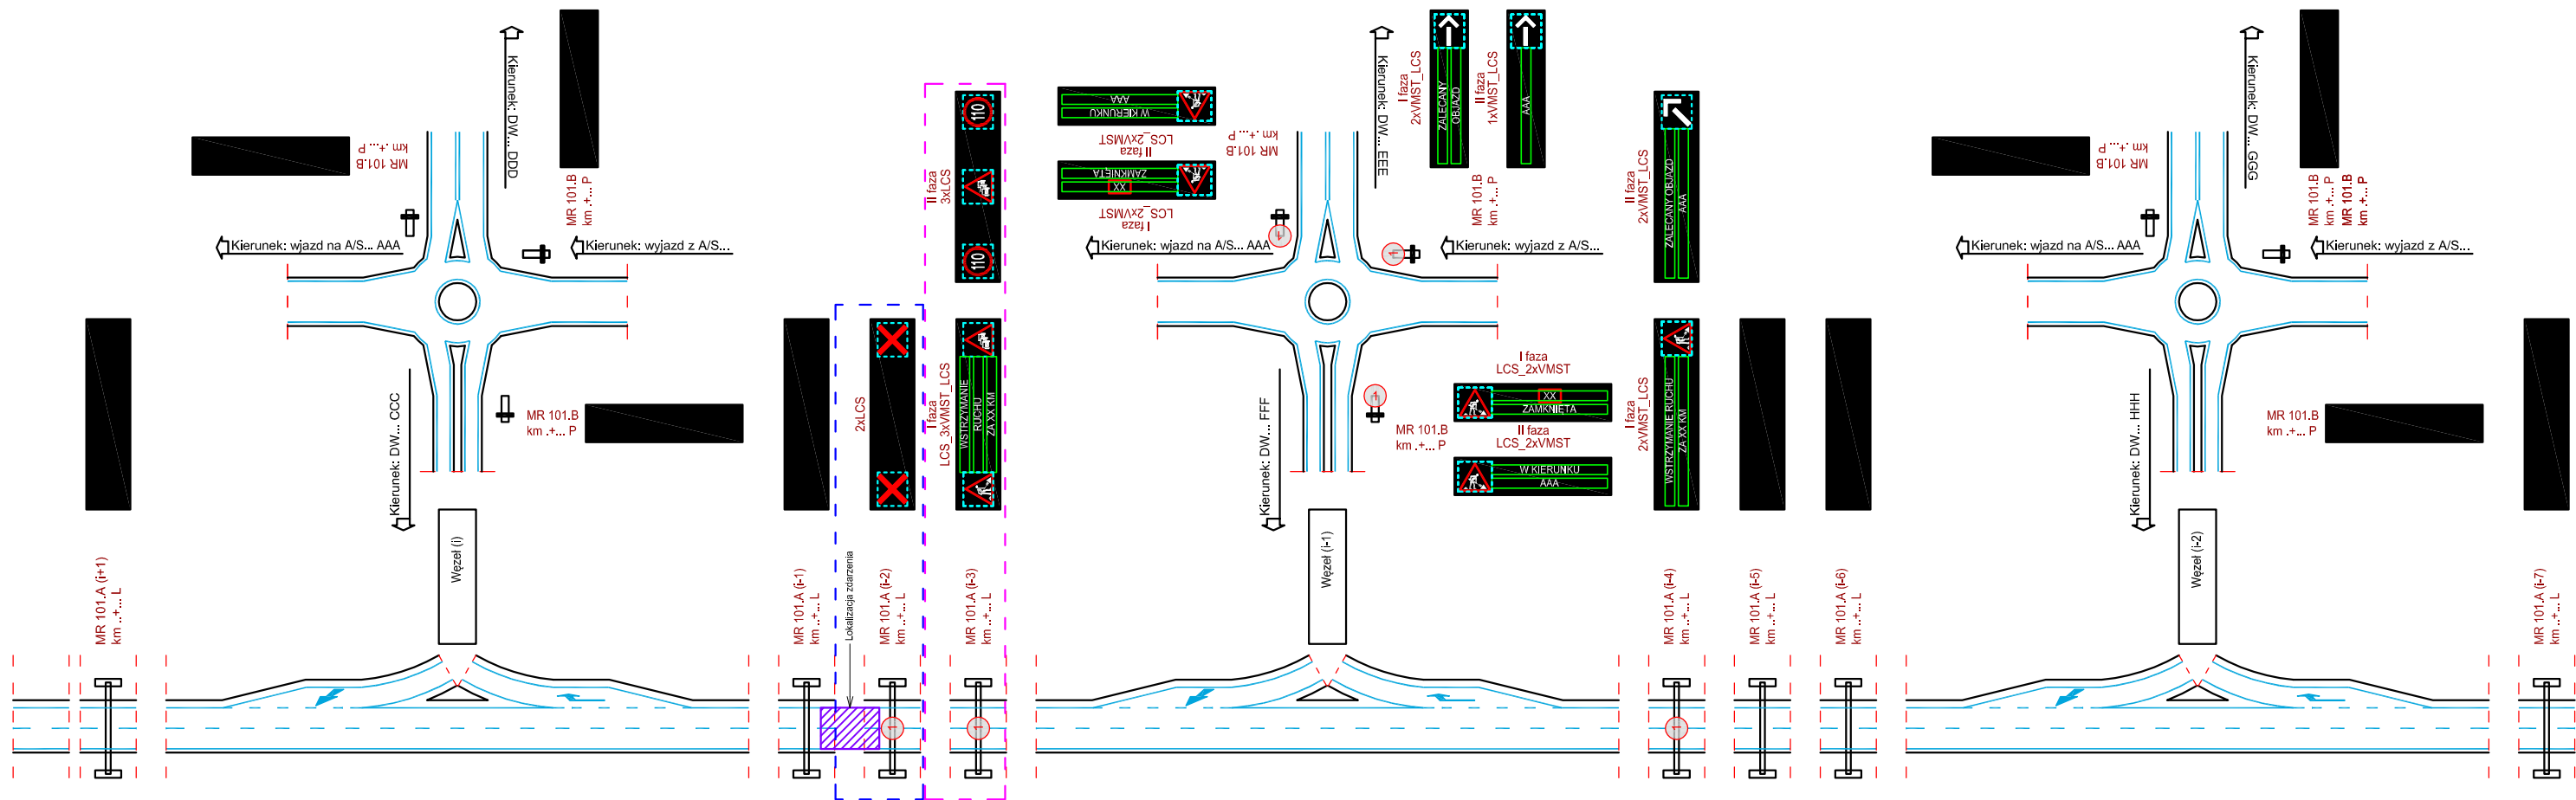 Kierunek: DW... DDD
MR 101.B
km .+... P
MR 101.B
km .+... P
Kierunek: wjazd na A/S... AAA
Kierunek: wyjazd z A/S...
Kierunek: DW... CCC
MR 101.B
km .+... P
Węzeł (i)
MR 101.A (i+1)
km ..+... L
MR 101.A (i-1)
km ..+... L
Lokalizacja zdarzenia
2xLCS
MR 101.A (i-2)
km ..+... L
II faza
3xLCS
110
110
I faza
LCS_3xVMST_LCS
WSTRZYMANIE
RUCHU
ZA XX KM
MR 101.A (i-3)
km ..+... L
W KIERUNKU
AAA
II faza
LCS_2xVMST
XX
ZAMKNIĘTA
I faza
LCS_2xVMST
MR 101.B
km .+... P
Kierunek: DW... EEE
I faza
2xVMST_LCS
ZALECANY
OBJAZD
II faza
1xVMST_LCS
AAA
MR 101.B
km .+... P
Kierunek: wjazd na A/S... AAA
Kierunek: wyjazd z A/S...
1
1
1
Kierunek: DW... FFF
MR 101.B
km .+... P
I faza
LCS_2xVMST
XX
ZAMKNIĘTA
II faza
LCS_2xVMST
W KIERUNKU
AAA
Węzeł (i-1)
II faza
2xVMST_LCS
ZALECANY OBJAZD
AAA
I faza
2xVMST_LCS
WSTRZYMANIE RUCHU
ZA XX KM
MR 101.A (i-4)
km ..+... L
MR 101.A (i-5)
km ..+... L
MR 101.A (i-6)
km ..+... L
1
1
1
MR 101.B
km .+... P
Kierunek: DW... GGG
MR 101.B
km .+... P
MR 101.B
km .+... P
Kierunek: wjazd na A/S... AAA
Kierunek: wyjazd z A/S...
Kierunek: DW... HHH
MR 101.B
km .+... P
Węzeł (i-2)
MR 101.A (i-7)
km ..+... L